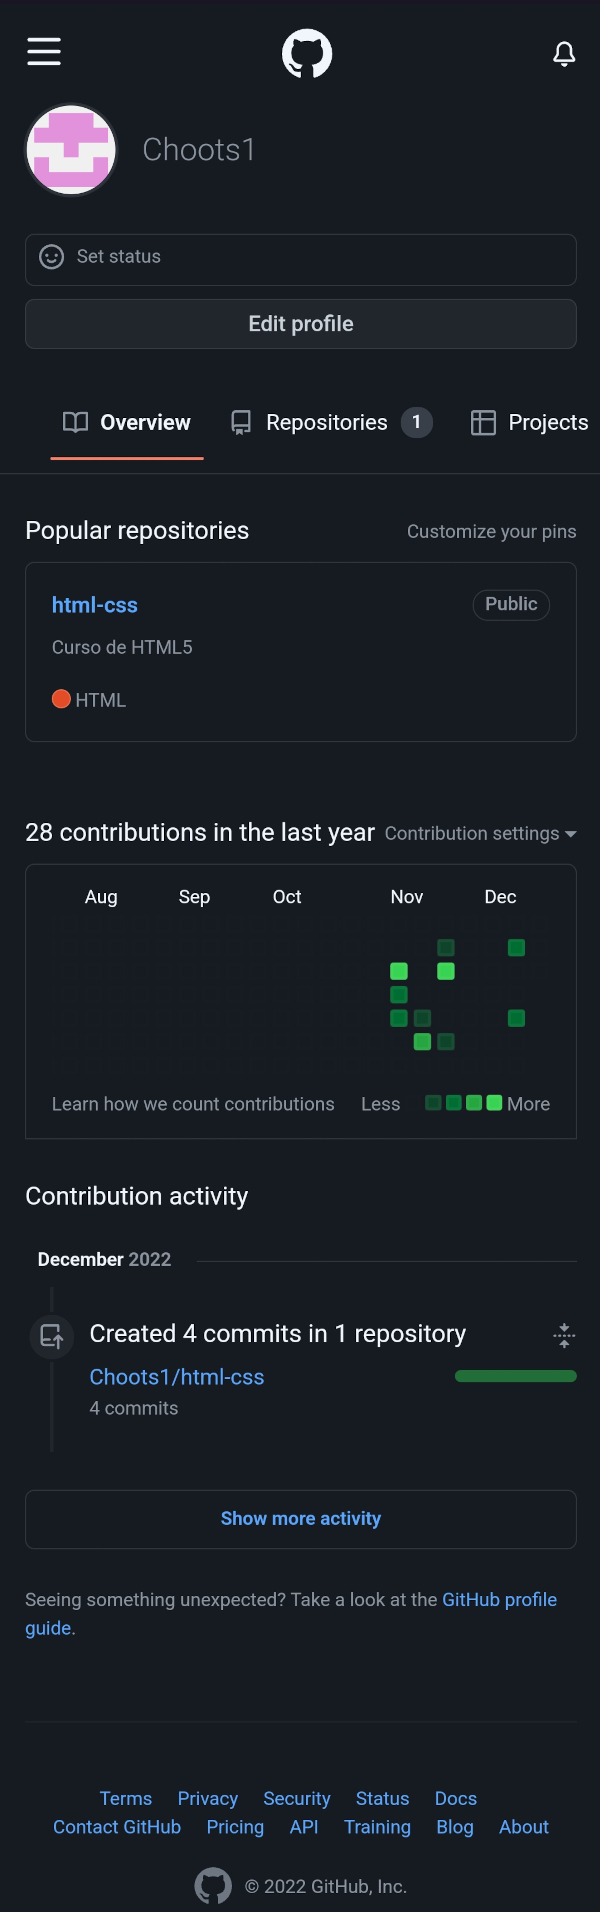 Choots1
Set status
Edit profile
Overview Repositories 1 Projects
Popular repositories Customize your pins
html-css Public
Curso de HTML5
HTML
28 contributions in the last year Contribution settings
Aug Sep Oct Nov Dec
Learn how we count contributions Less More
Contribution activity
December 2022
Created 4 commits in 1 repository
Choots1/html-css
4 commits
Show more activity
Seeing something unexpected? Take a look at the GitHub profile
guide.
Terms Privacy Security Status Docs
Contact GitHub Pricing API Training Blog About
© 2022 GitHub, Inc.